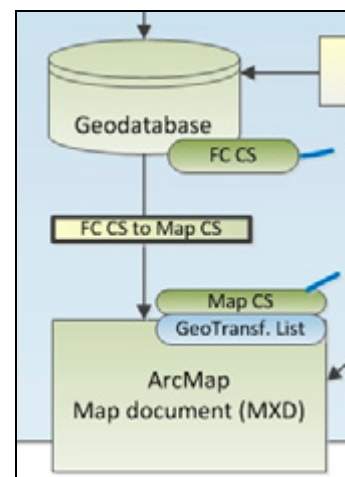 Geodatabase
FC CS
FC CS to Map CS
Map CS
GeoTransf. List
ArcMap
Map document (MXD)